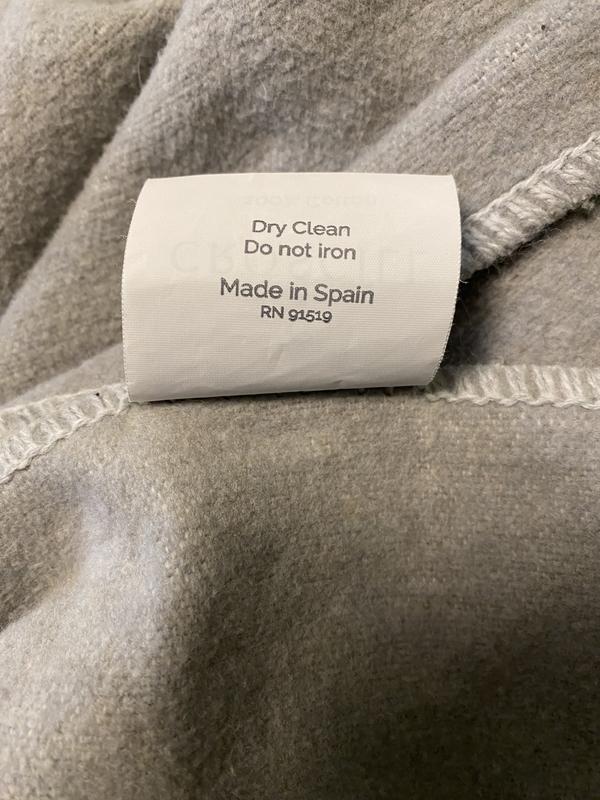 Dry Clean
Do not iron
Made in Spain
RN 91519